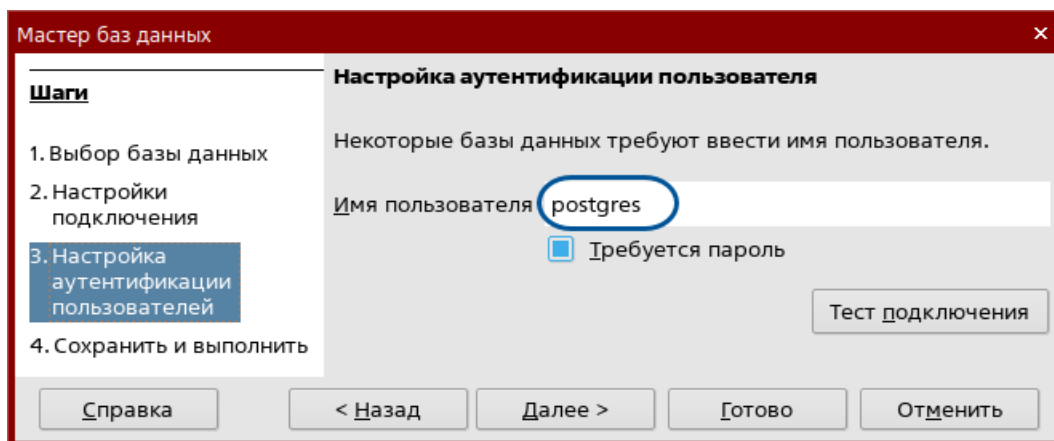 Мастер баз данных
Шаги
1. Выбор базы данных
2. Настройки
подключения
3. Настройка
аутентификации
пользователей
4. Сохранить и выполнить
Настройка аутентификации пользователя
Некоторые базы данных требуют ввести имя пользователя.
Имя пользователя postgres
Требуется пароль
Тест подключения
Справка
< Назад
Далее >
Готово
Отменить